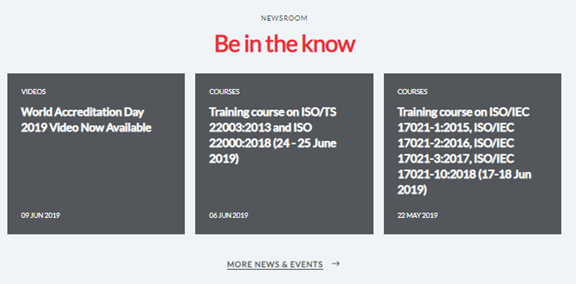 NEWSROOM
Be in the know
VIDEOS
World Accreditation Day
2019 Video Now Available
09 JUN 2019
COURSES
Training course on ISO/TS
22003:2013 and ISO
22000:2018 (24 - 25 June
2019)
06 JUN 2019
COURSES
Training course on ISO/IEC
17021-1:2015, ISO/IEC
17021-2:2016, ISO/IEC
17021-3:2017, ISO/IEC
17021-10:2018 (17-18 Jun
2019)
22 MAY 2019
MORE NEWS & EVENTS →